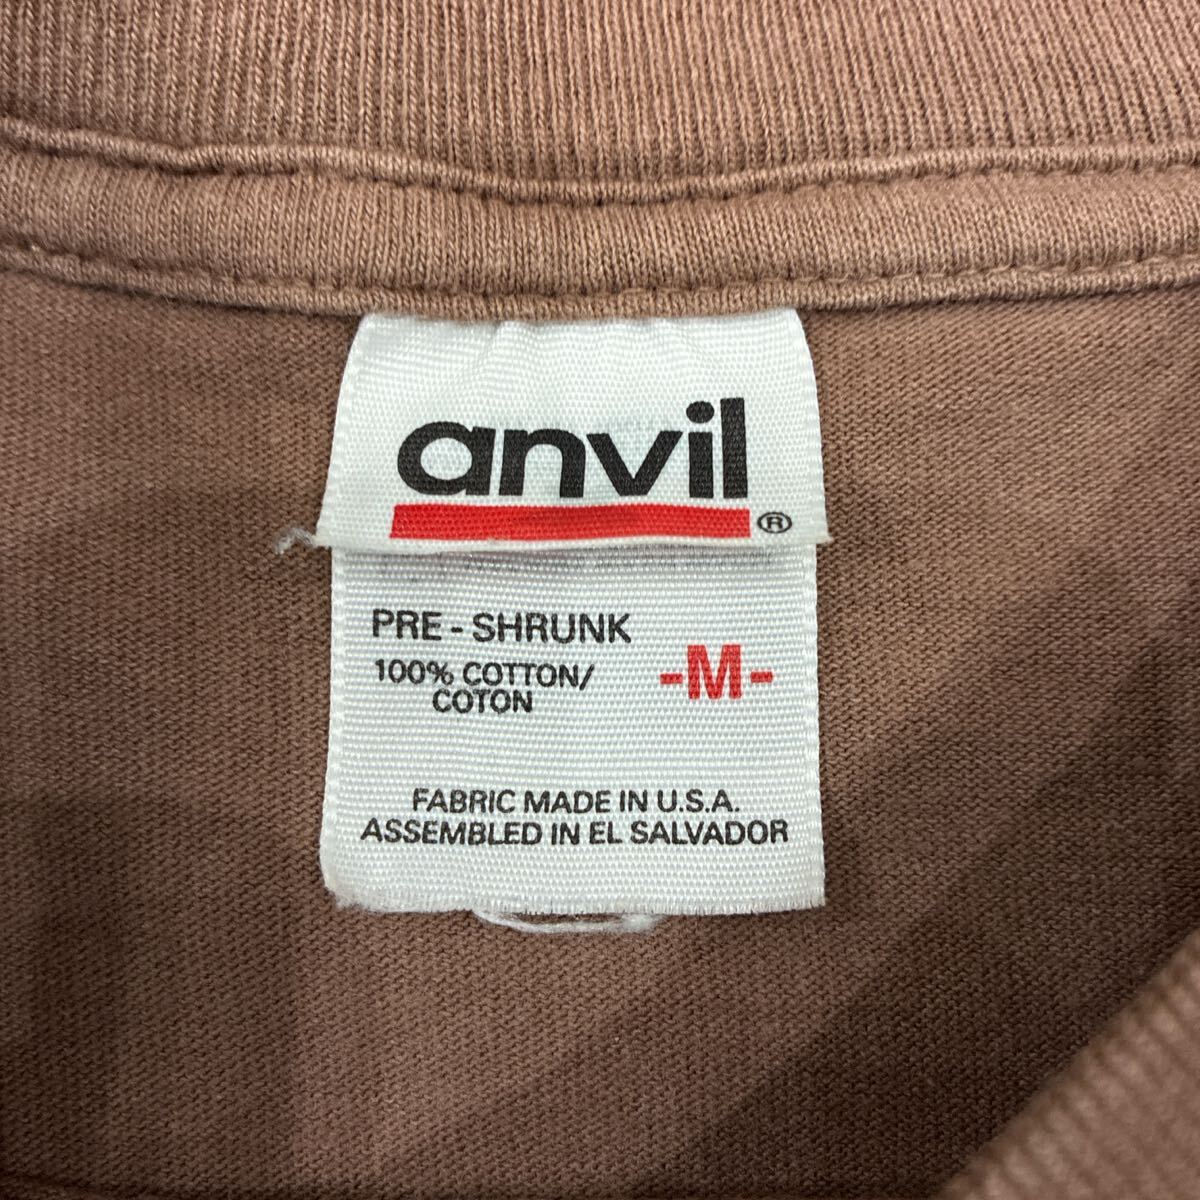 anvil
®
PRE-SHRUNK
100% COTTON/
COTON
-M-
FABRIC MADE IN U.S.A.
ASSEMBLED IN EL SALVADOR